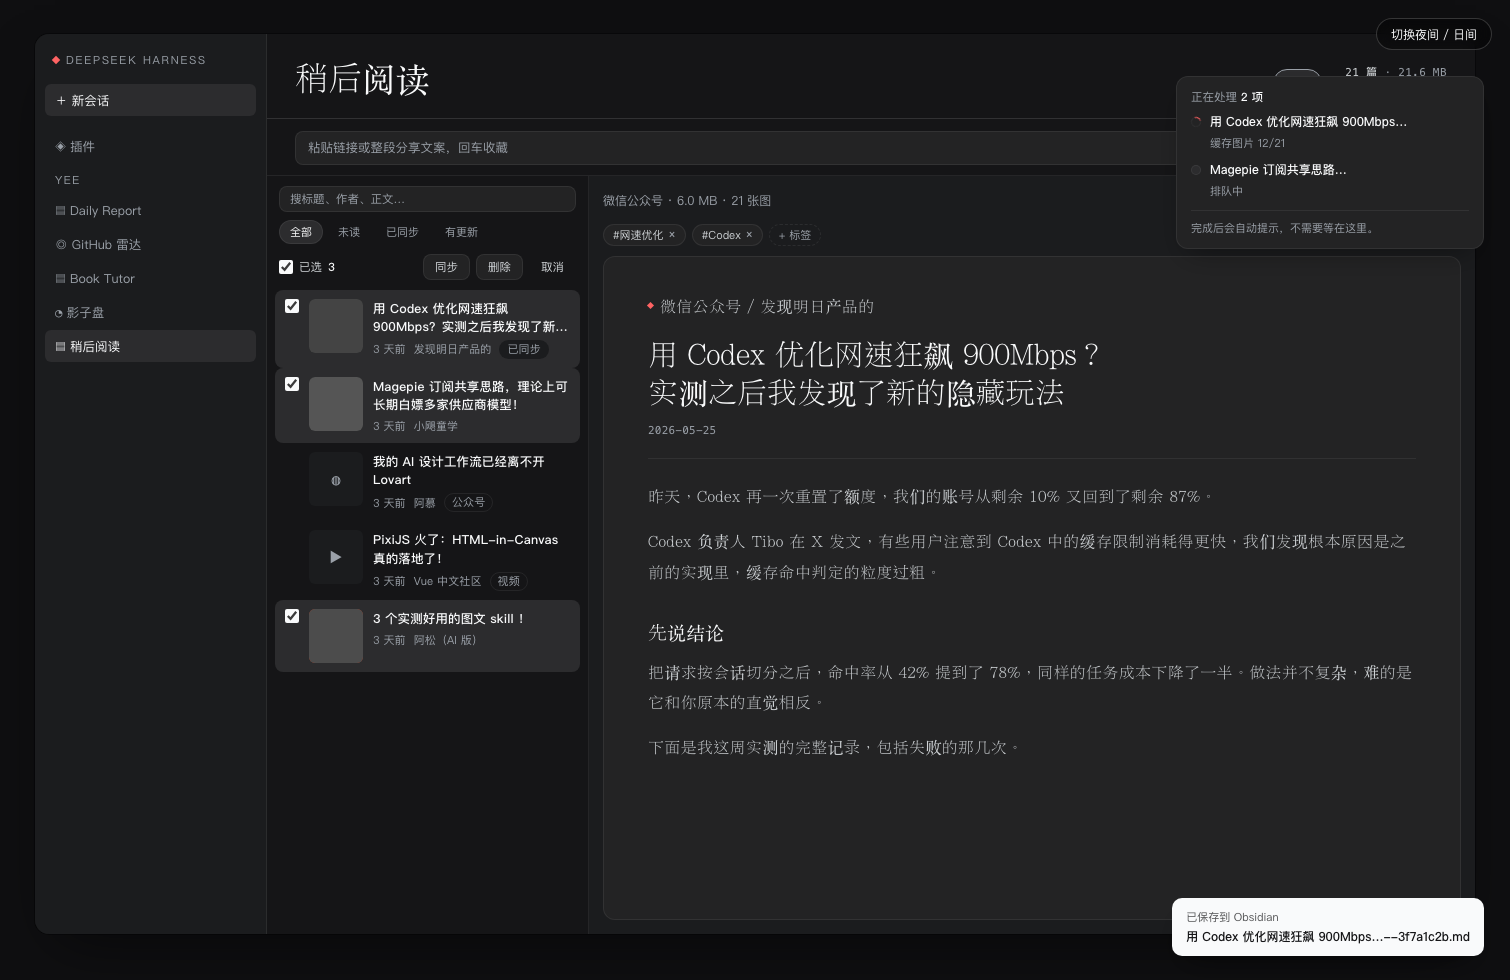 切换夜间 / 日间
DEEPSEEK HARNESS
+ 新会话
插件
YEE
Daily Report
GitHub 雷达
Book Tutor
影子盘
稍后阅读
稍后阅读
21 篇 · 21.6 MB
粘贴链接或整段分享文案，回车收藏
正在处理 2 项
用 Codex 优化网速狂飙 900Mbps…
缓存图片 12/21
Magepie 订阅共享思路…
排队中
完成后会自动提示，不需要等在这里。
搜标题、作者、正文…
全部 未读 已同步 有更新
已选 3 同步 删除 取消
用 Codex 优化网速狂飙
900Mbps？实测之后我发现了新…
3 天前 发现明日产品的 已同步
Magepie 订阅共享思路，理论上可
长期白嫖多家供应商模型！
3 天前 小飏童学
我的 AI 设计工作流已经离不开
Lovart
3 天前 阿慕 公众号
PixiJS 火了：HTML-in-Canvas
真的落地了！
3 天前 Vue 中文社区 视频
3 个实测好用的图文 skill！
3 天前 阿松（AI 版）
微信公众号 · 6.0 MB · 21 张图
#网速优化 × #Codex × + 标签
微信公众号 / 发现明日产品的
用 Codex 优化网速狂飙 900Mbps？
实测之后我发现了新的隐藏玩法
2026-05-25
昨天，Codex 再一次重置了额度，我们的账号从剩余 10% 又回到了剩余 87%。
Codex 负责人 Tibo 在 X 发文，有些用户注意到 Codex 中的缓存限制消耗得更快，我们发现根本原因是之
前的实现里，缓存命中判定的粒度过粗。
先说结论
把请求按会话切分之后，命中率从 42% 提到了 78%，同样的任务成本下降了一半。做法并不复杂，难的是
它和你原本的直觉相反。
下面是我这周实测的完整记录，包括失败的那几次。
已保存到 Obsidian
用 Codex 优化网速狂飙 900Mbps…--3f7a1c2b.md